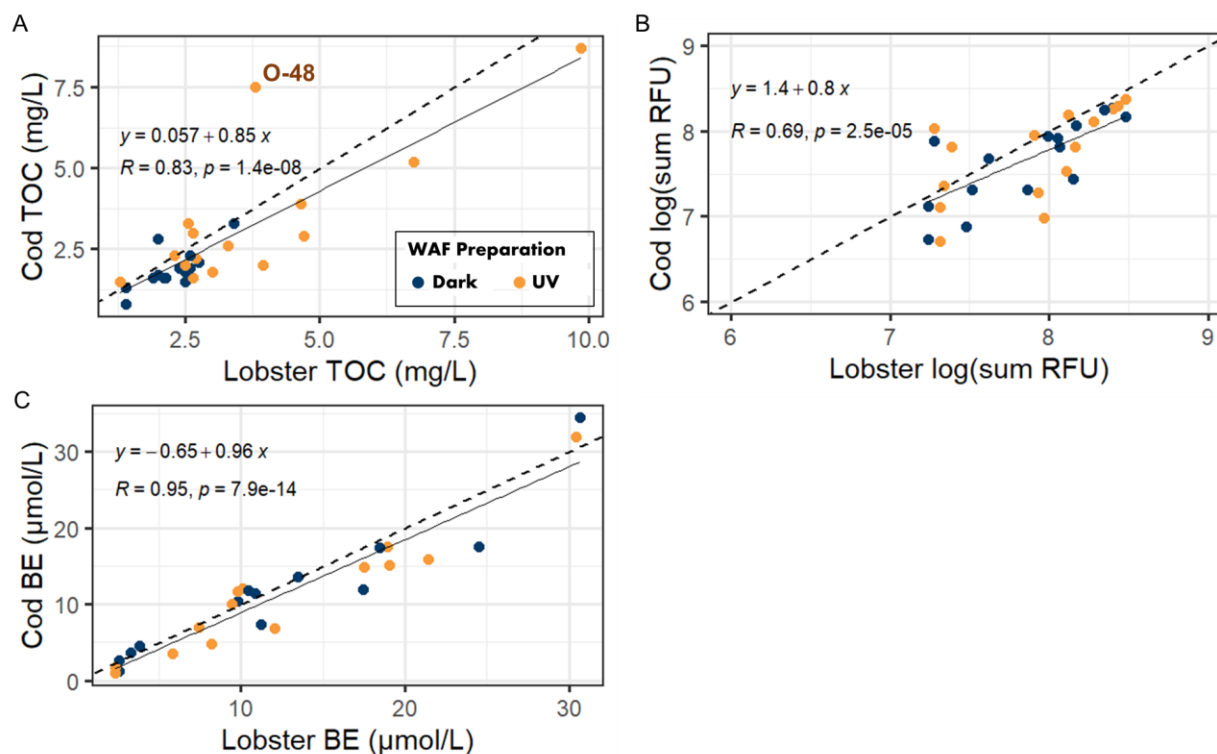 A
O-48
y = 0.057 + 0.85 x
R = 0.83, p = 1.4e-08
WAF Preparation
Dark UV
7.5
5.0
2.5
Cod TOC (mg/L)
2.5 5.0 7.5 10.0
Lobster TOC (mg/L)
B
y = 1.4 + 0.8 x
R = 0.69, p = 2.5e-05
9
8
7
6
Cod log(sum RFU)
6 7 8 9
Lobster log(sum RFU)
C
y = −0.65 + 0.96 x
R = 0.95, p = 7.9e-14
30
20
10
0
Cod BE (μmol/L)
10 20 30
Lobster BE (μmol/L)